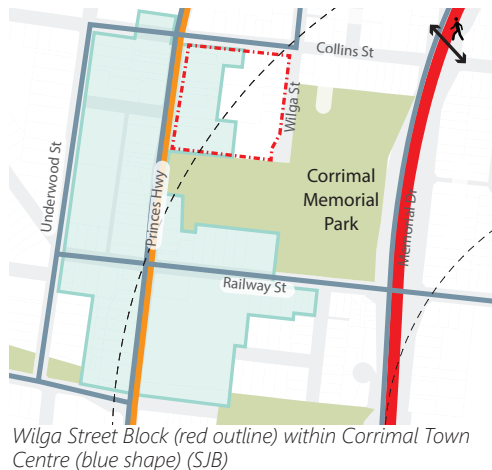 Collins St
Wilga St
Underwood St
Princes Hwy
Corrimal
Memorial
Park
Memorial Dr
Railway St
Wilga Street Block (red outline) within Corrimal Town
Centre (blue shape) (SJB)